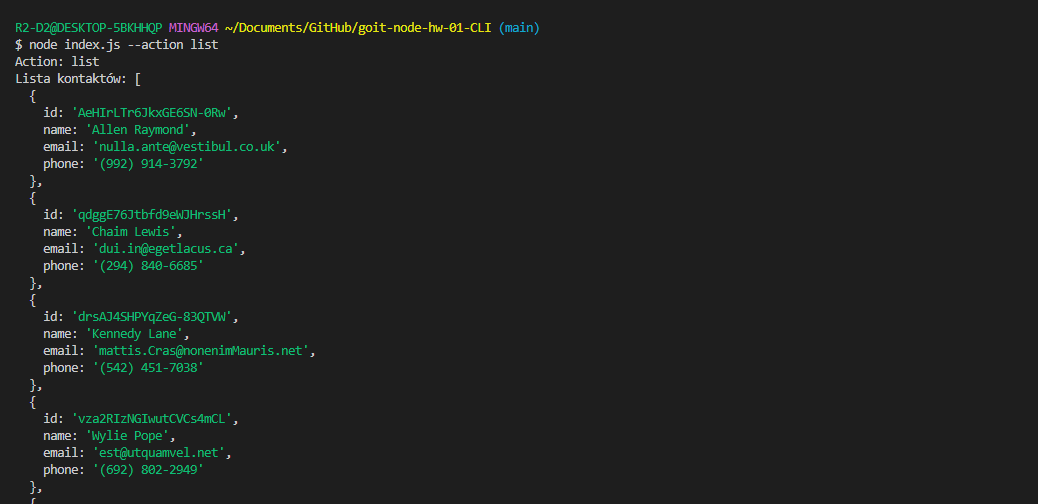 R2-D2@DESKTOP-5BKHHQP MINGW64 ~/Documents/GitHub/goit-node-hw-01-CLI (main)
$ node index.js --action list
Action: list
Lista kontaktów: [
  {
    id: 'AeHIrLTr6JkxGE6SN-0Rw',
    name: 'Allen Raymond',
    email: 'nulla.ante@vestibul.co.uk',
    phone: '(992) 914-3792'
  },
  {
    id: 'qdggE76Jtbfd9eWJHrssH',
    name: 'Chaim Lewis',
    email: 'dui.in@egetlacus.ca',
    phone: '(294) 840-6685'
  },
  {
    id: 'drsAJ4SHPYqZeG-83QTVW',
    name: 'Kennedy Lane',
    email: 'mattis.Cras@nonenimMauris.net',
    phone: '(542) 451-7038'
  },
  {
    id: 'vza2RIzNGIwutCVCs4mCL',
    name: 'Wylie Pope',
    email: 'est@utquamvel.net',
    phone: '(692) 802-2949'
  },
  {